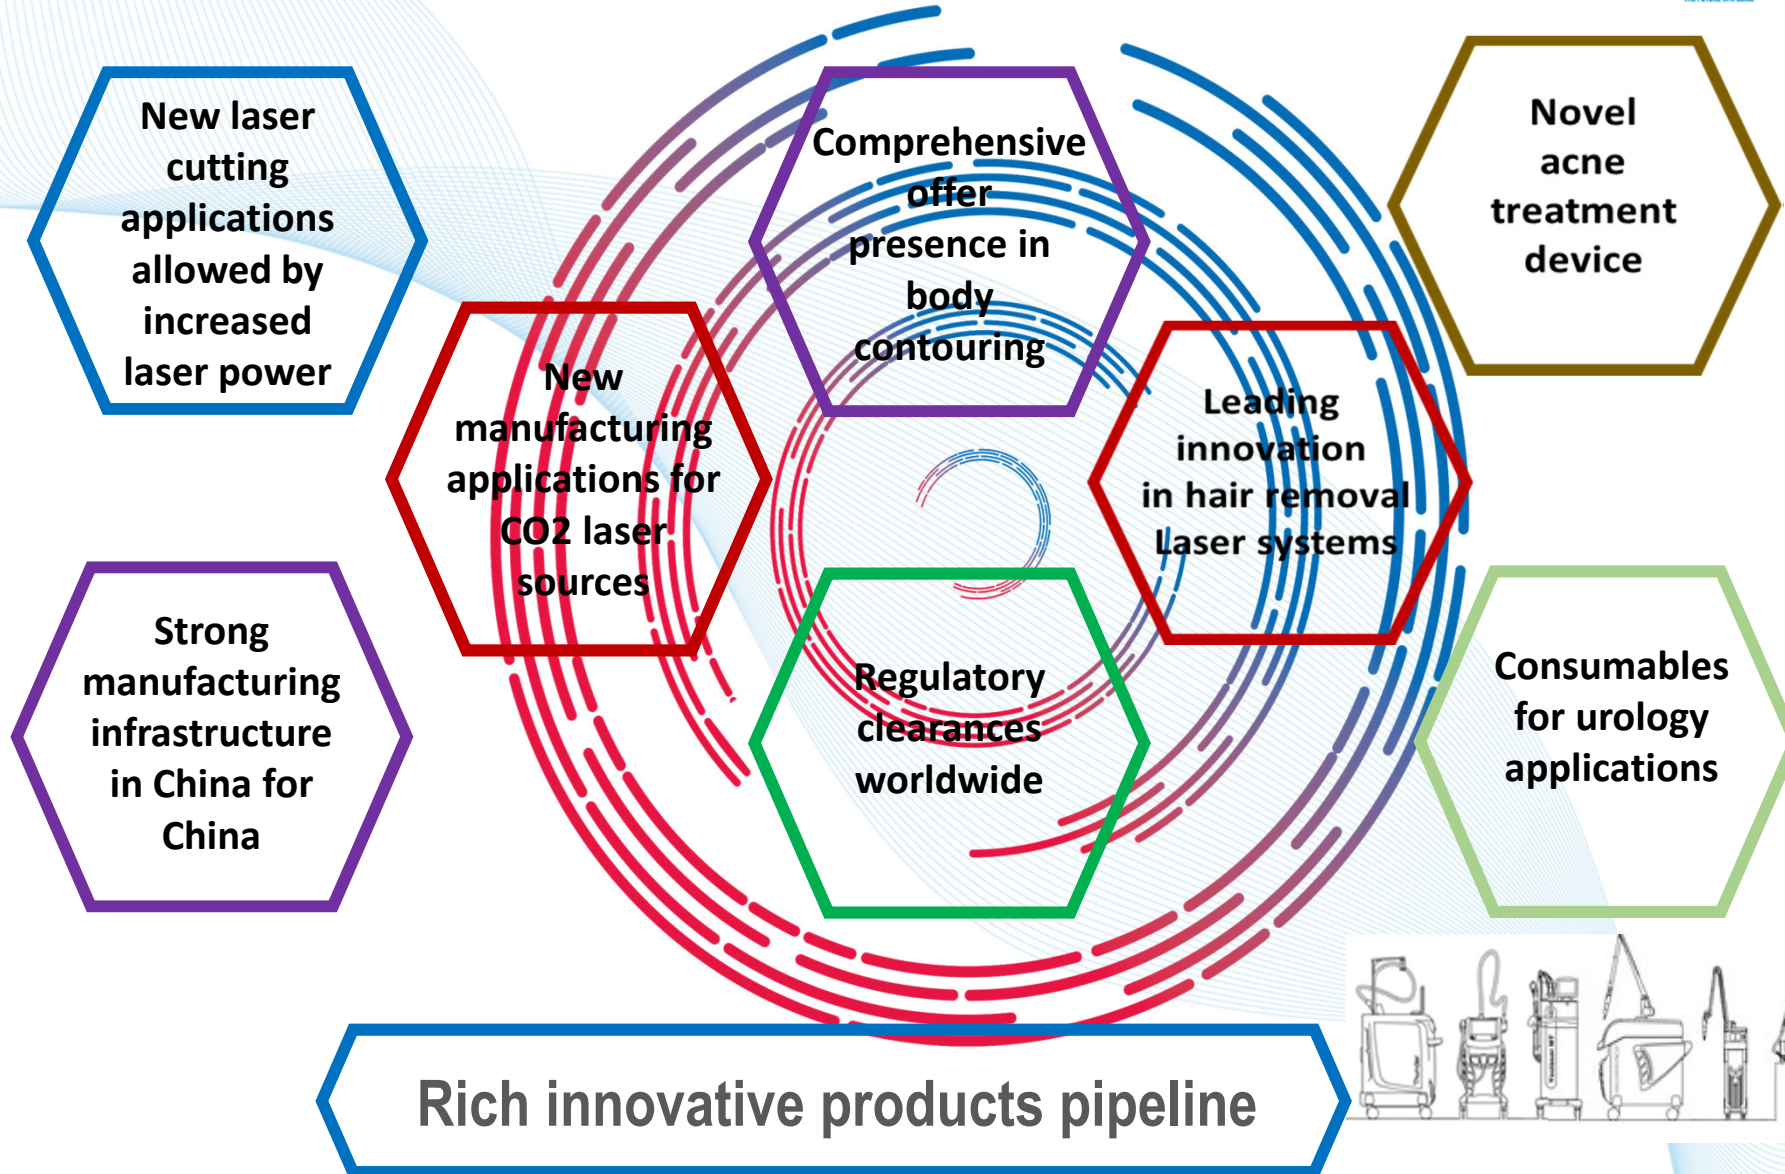 New laser
cutting
applications
allowed by
increased
laser power
Comprehensive
offer
presence in
body
contouring
Novel
acne
treatment
device
New
manufacturing
applications for
CO2 laser
sources
Leading
innovation
in hair removal
Laser systems
Strong
manufacturing
infrastructure
in China for
China
Regulatory
clearances
worldwide
Consumables
for urology
applications
Rich innovative products pipeline